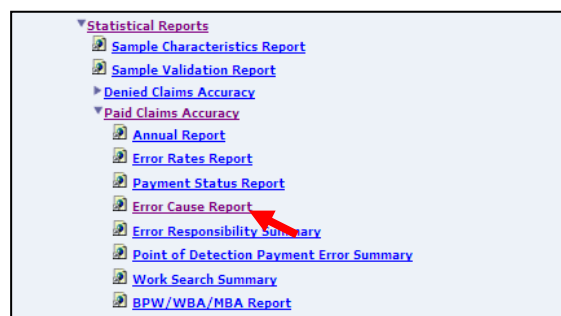 Statistical Reports
Sample Characteristics Report
Sample Validation Report
Denied Claims Accuracy
Paid Claims Accuracy
Annual Report
Error Rates Report
Payment Status Report
Error Cause Report
Error Responsibility Summary
Point of Detection Payment Error Summary
Work Search Summary
BPW/WBA/MBA Report